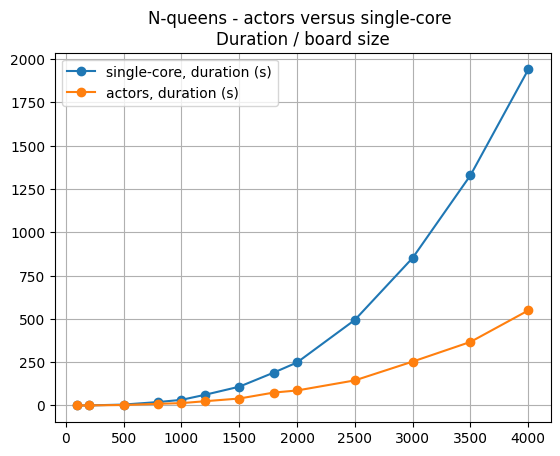 N-queens - actors versus single-core
Duration / board size
single-core, duration (s)
actors, duration (s)
2000
1750
1500
1250
1000
750
500
250
0
0 500 1000 1500 2000 2500 3000 3500 4000